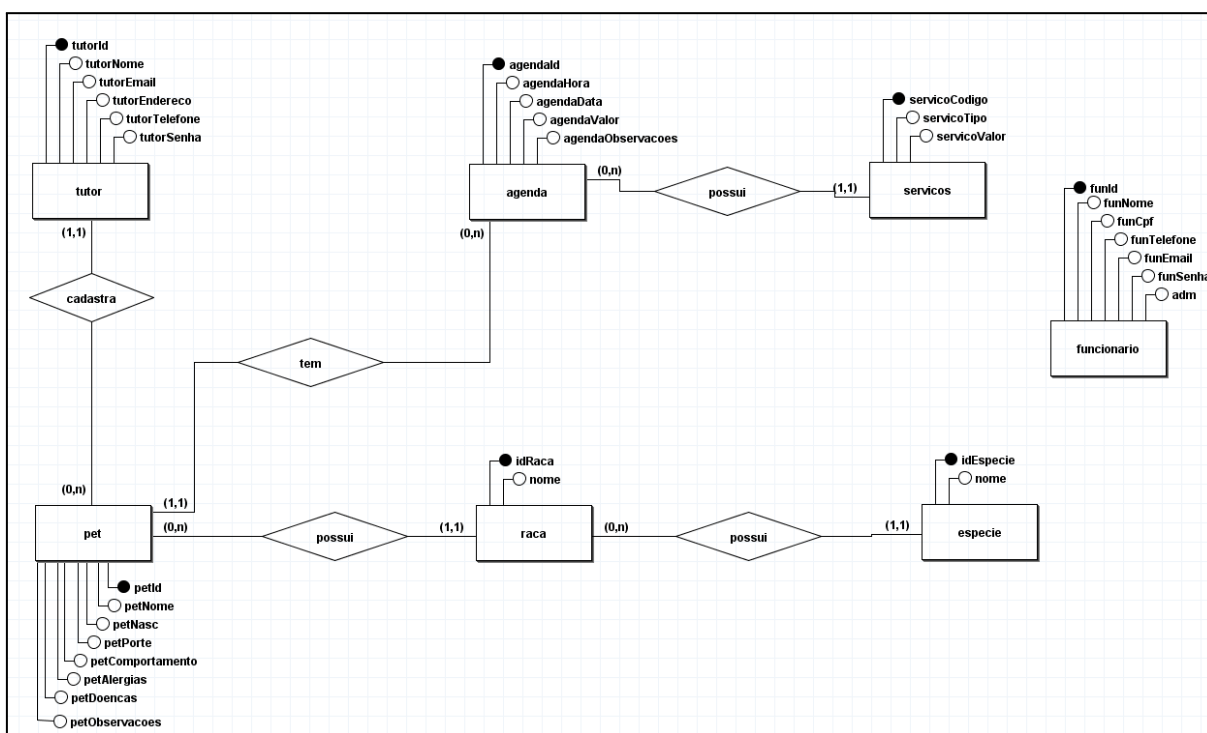 tutorId
tutorNome
tutorEmail
tutorEndereco
tutorTelefone
tutorSenha
tutor
(1,1)
cadastra
(0,n)
agendaId
agendaHora
agendaData
agendaValor
agendaObservacoes
agenda
(0,n)
(0,n)
possui
(1,1)
servicoCodigo
servicoTipo
servicoValor
servicos
funId
funNome
funCpf
funTelefone
funEmail
funSenha
adm
funcionario
tem
(1,1)
pet
(0,n)
possui
(1,1)
idRaca
nome
raca
(0,n)
possui
(1,1)
idEspecie
nome
especie
petId
petNome
petNasc
petPorte
petComportamento
petAlergias
petDoencas
petObservacoes